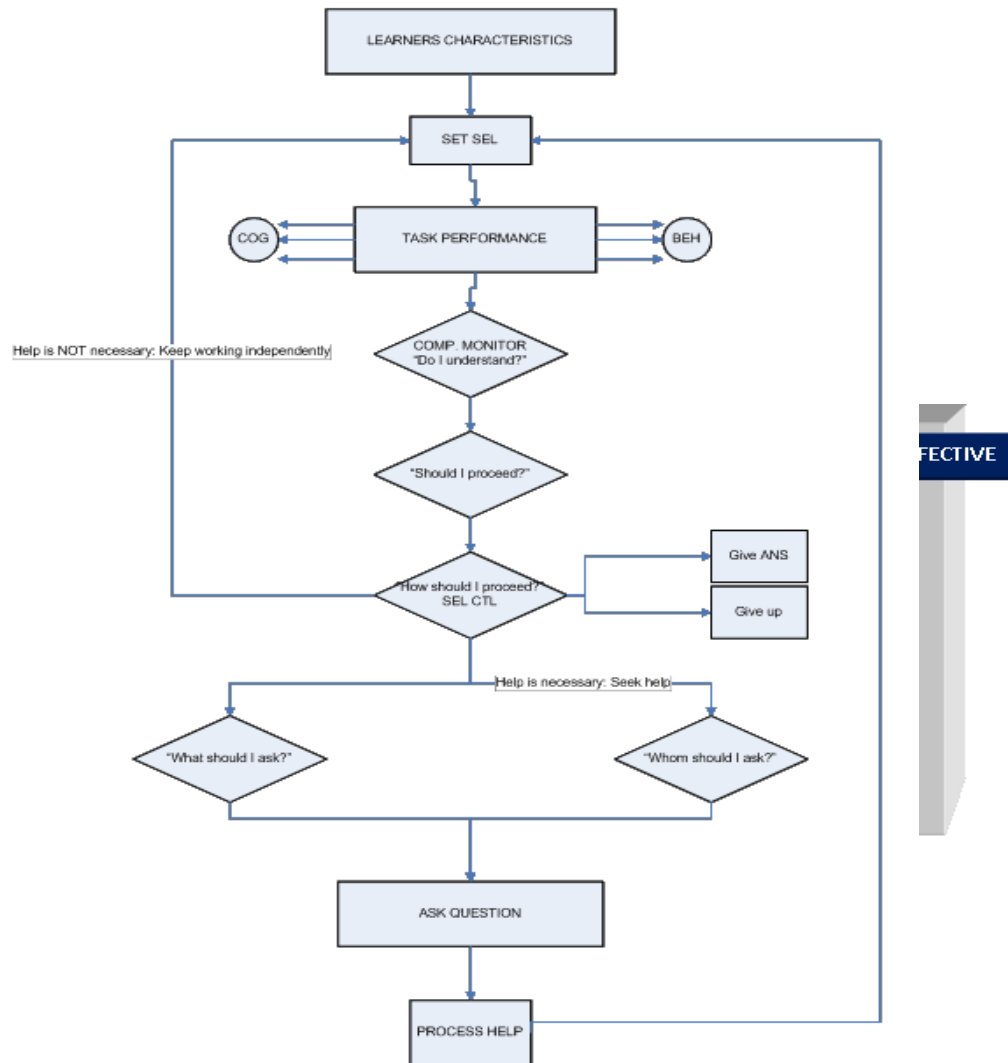 LEARNERS CHARACTERISTICS
SET SEL
COG
TASK PERFORMANCE
BEH
COMP. MONITOR
"Do I understand?"
Help is NOT necessary: Keep working independently
"Should I proceed?"
FECTIVE
"How should I proceed?"
SEL CTL
Give ANS
Give up
Help is necessary: Seek help
"What should I ask?"
"Whom should I ask?"
ASK QUESTION
PROCESS HELP